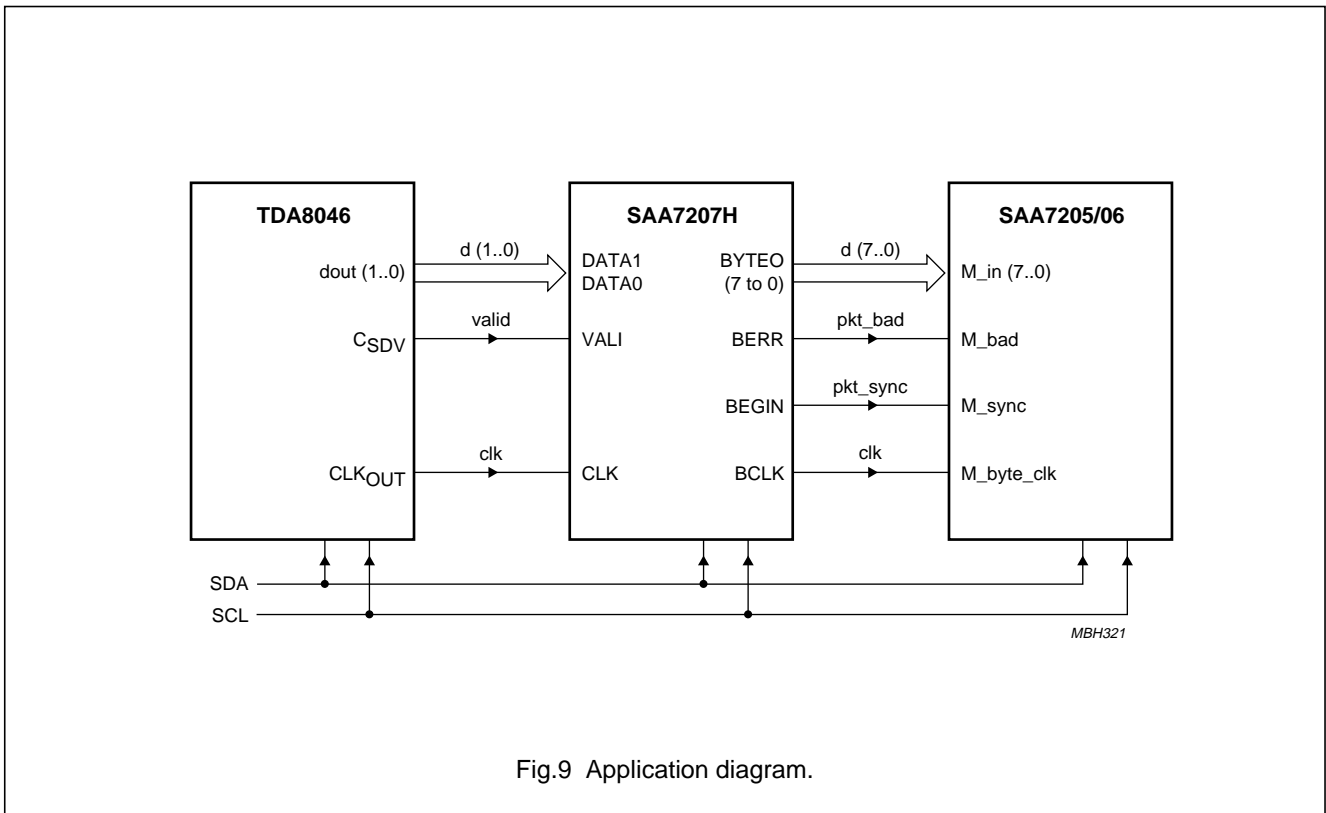 TDA8046
SAA7207H
SAA7205/06
dout (1..0)
d (1..0)
DATA1
DATA0
BYTEO
(7 to 0)
d (7..0)
M_in (7..0)
CSDV
valid
VALI
BERR
pkt_bad
M_bad
BEGIN
pkt_sync
M_sync
CLKOUT
clk
CLK
BCLK
clk
M_byte_clk
SDA
SCL
MBH321
Fig.9 Application diagram.